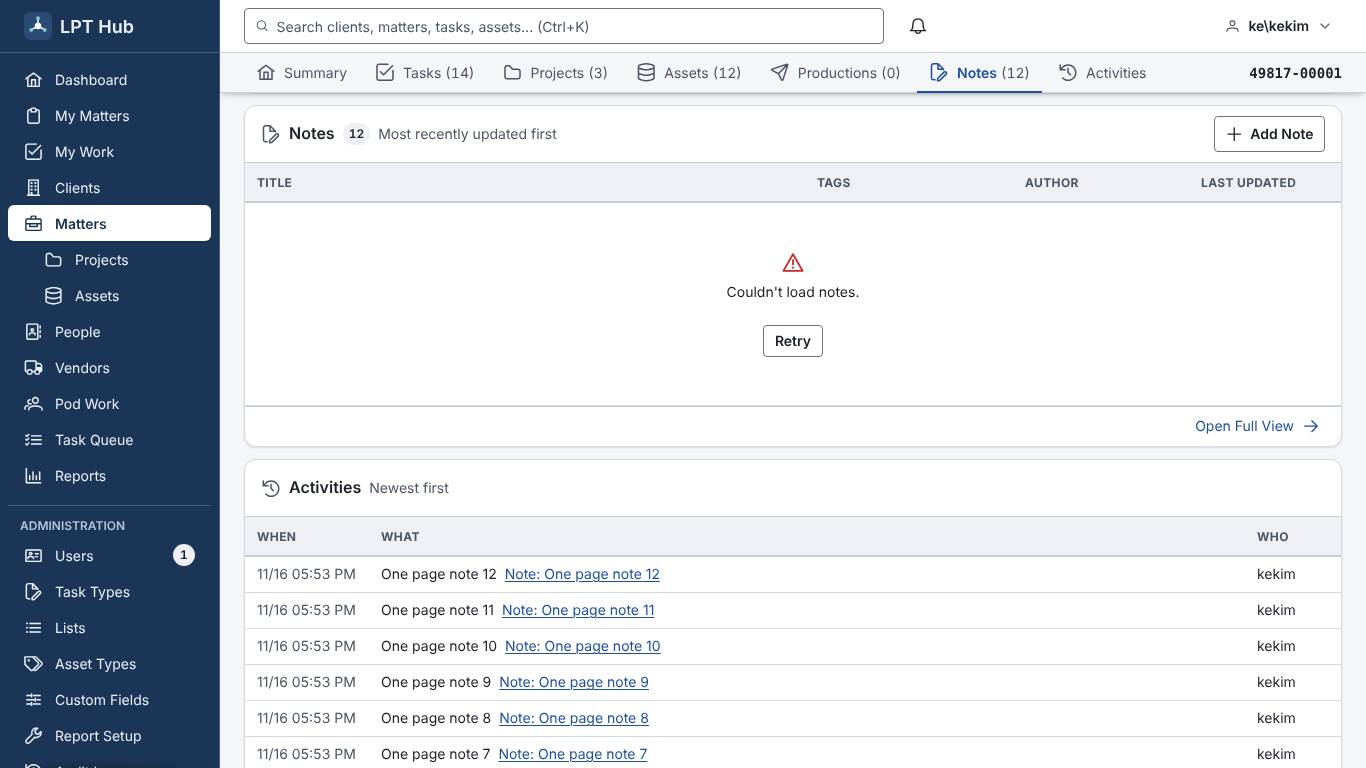 LPT Hub
Search clients, matters, tasks, assets... (Ctrl+K)
ke\kekim
Dashboard
My Matters
My Work
Clients
Matters
Projects
Assets
People
Vendors
Pod Work
Task Queue
Reports
ADMINISTRATION
Users 1
Task Types
Lists
Asset Types
Custom Fields
Report Setup
Summary Tasks (14) Projects (3) Assets (12) Productions (0) Notes (12) Activities 49817-00001
Notes 12 Most recently updated first
Add Note
TITLE TAGS AUTHOR LAST UPDATED
Couldn't load notes.
Retry
Open Full View
Activities Newest first
WHEN WHAT WHO
11/16 05:53 PM One page note 12 Note: One page note 12 kekim
11/16 05:53 PM One page note 11 Note: One page note 11 kekim
11/16 05:53 PM One page note 10 Note: One page note 10 kekim
11/16 05:53 PM One page note 9 Note: One page note 9 kekim
11/16 05:53 PM One page note 8 Note: One page note 8 kekim
11/16 05:53 PM One page note 7 Note: One page note 7 kekim